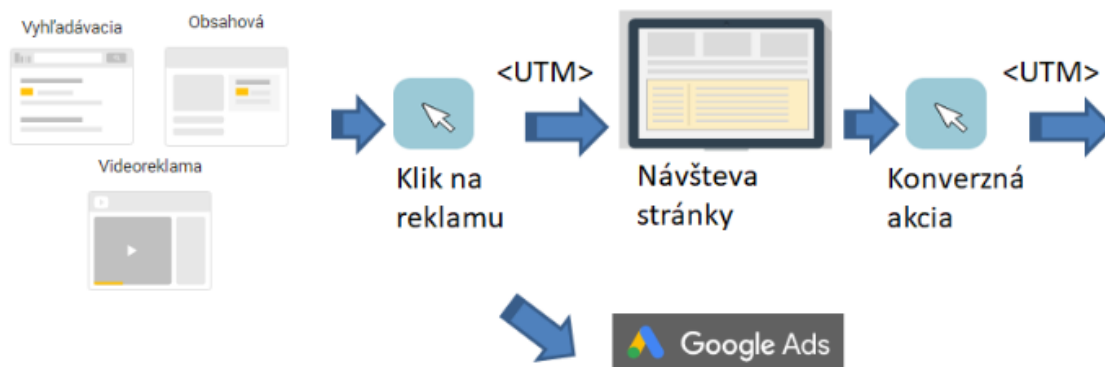 Vyhľadávacia
Obsahová
Videoreklama
Klik na
reklamu
<UTM>
Návšteva
stránky
Konverzná
akcia
<UTM>
Google Ads